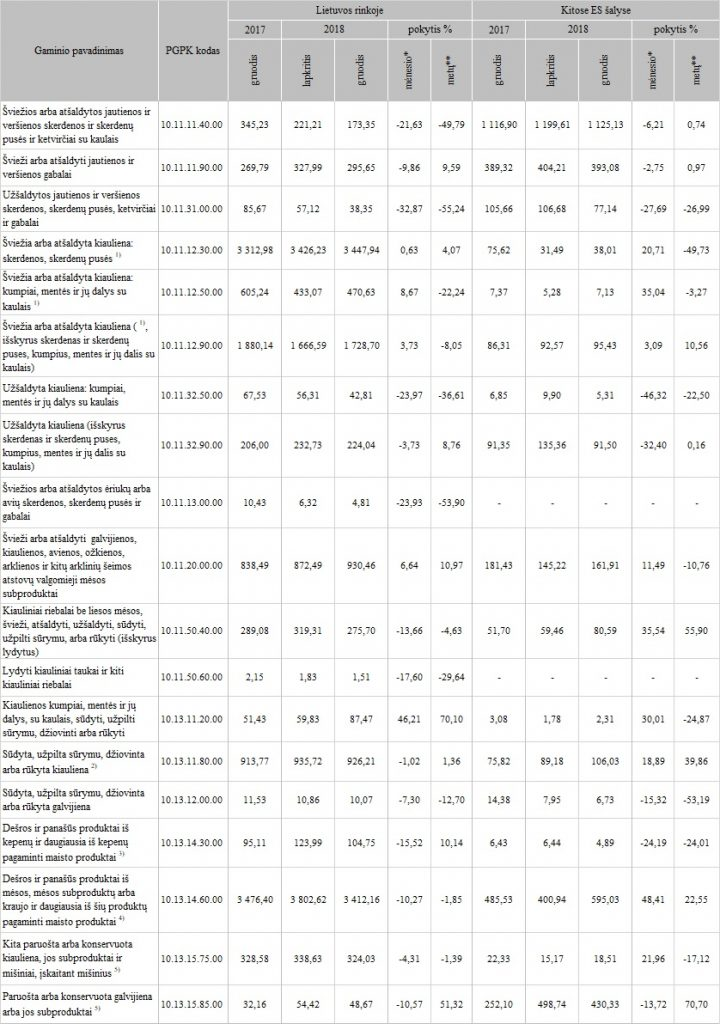 Gaminio pavadinimas PGPK kodas Lietuvos rinkoje Kitose ES šalyse
2017 2018 pokytis % 2017 2018 pokytis %
gruodis lapkritis gruodis mėnesio* metų** gruodis lapkritis gruodis mėnesio* metų**
Šviežios arba atšaldytos jautienos ir
veršienos skerdenos ir skerdenų
pusės ir ketvirčiai su kaulais
10.11.11.40.00 345,23 221,21 173,35 -21,63 -49,79 1 116,90 1 199,61 1 125,13 -6,21 0,74
Švieži arba atšaldyti jautienos ir
veršienos gabalai
10.11.11.90.00 269,79 327,99 295,65 -9,86 9,59 389,32 404,21 393,08 -2,75 0,97
Užšaldytos jautienos ir veršienos
skerdenos, skerdenų pusės, ketvirčiai
ir gabalai
10.11.31.00.00 85,67 57,12 38,35 -32,87 -55,24 105,66 106,68 77,14 -27,69 -26,99
Šviežia arba atšaldyta kiauliena:
skerdenos, skerdenų pusės 1)
10.11.12.30.00 3 312,98 3 426,23 3 447,94 0,63 4,07 75,62 31,49 38,01 20,71 -49,73
Šviežia arba atšaldyta kiauliena:
kumpiai, mentės ir jų dalys su
kaulais 1)
10.11.12.50.00 605,24 433,07 470,63 8,67 -22,24 7,37 5,28 7,13 35,04 -3,27
Šviežia arba atšaldyta kiauliena ( 1),
išskyrus skerdenas ir skerdenų
puses, kumpius, mentes ir jų dalis su
kaulais)
10.11.12.90.00 1 880,14 1 666,59 1 728,70 3,73 -8,05 86,31 92,57 95,43 3,09 10,56
Užšaldyta kiauliena: kumpiai,
mentės ir jų dalys su kaulais
10.11.32.50.00 67,53 56,31 42,81 -23,97 -36,61 6,85 9,90 5,31 -46,32 -22,50
Užšaldyta kiauliena (išskyrus
skerdenas ir skerdenų puses,
kumpius, mentes ir jų dalis su
kaulais)
10.11.32.90.00 206,00 232,73 224,04 -3,73 8,76 91,35 135,36 91,50 -32,40 0,16
Šviežios arba atšaldytos ėriukų arba
avių skerdenos, skerdenų pusės ir
gabalai
10.11.13.00.00 10,43 6,32 4,81 -23,93 -53,90 - - - - -
Švieži arba atšaldyti galvijienos,
kiaulienos, avienos, ožkienos,
arklienos ir kitų arklinių šeimos
atstovų valgomieji mėsos
subproduktai
10.11.20.00.00 838,49 872,49 930,46 6,64 10,97 181,43 145,22 161,91 11,49 -10,76
Kiauliniai riebalai be liesos mėsos,
švieži, atšaldyti, užšaldyti, sūdyti,
užpilti sūrymu, arba rūkyti (išskyrus
lydytus)
10.11.50.40.00 289,08 319,31 275,70 -13,66 -4,63 51,70 59,46 80,59 35,54 55,90
Lydyti kiauliniai taukai ir kiti
kiauliniai riebalai
10.11.50.60.00 2,15 1,83 1,51 -17,60 -29,64 - - - - -
Kiaulienos kumpiai, mentės ir jų
dalys, su kaulais, sūdyti, užpilti
sūrymu, džiovinti arba rūkyti
10.13.11.20.00 51,43 59,83 87,47 46,21 70,10 3,08 1,78 2,31 30,01 -24,87
Sūdyta, užpilta sūrymu, džiovinta
arba rūkyta kiauliena 2)
10.13.11.80.00 913,77 935,72 926,21 -1,02 1,36 75,82 89,18 106,03 18,89 39,86
Sūdyta, užpilta sūrymu, džiovinta
arba rūkyta galvijiena
10.13.12.00.00 11,53 10,86 10,07 -7,30 -12,70 14,38 7,95 6,73 -15,32 -53,19
Dešros ir panašūs produktai iš
kepenų ir daugiausia iš kepenų
pagaminti maisto produktai 3)
10.13.14.30.00 95,11 123,99 104,75 -15,52 10,14 6,43 6,44 4,89 -24,19 -24,01
Dešros ir panašūs produktai iš
mėsos, mėsos subproduktų arba
kraujo ir daugiausia iš šių produktų
pagaminti maisto produktai 4)
10.13.14.60.00 3 476,40 3 802,62 3 412,16 -10,27 -1,85 485,53 400,94 595,03 48,41 22,55
Kita paruošta arba konservuota
kiauliena, jos subproduktai ir
mišiniai, įskaitant mišinius 5)
10.13.15.75.00 328,58 338,63 324,03 -4,31 -1,39 22,33 15,17 18,51 21,96 -17,12
Paruošta arba konservuota galvijiena
arba jos subproduktai 5)
10.13.15.85.00 32,16 54,42 48,67 -10,57 51,32 252,10 498,74 430,33 -13,72 70,70